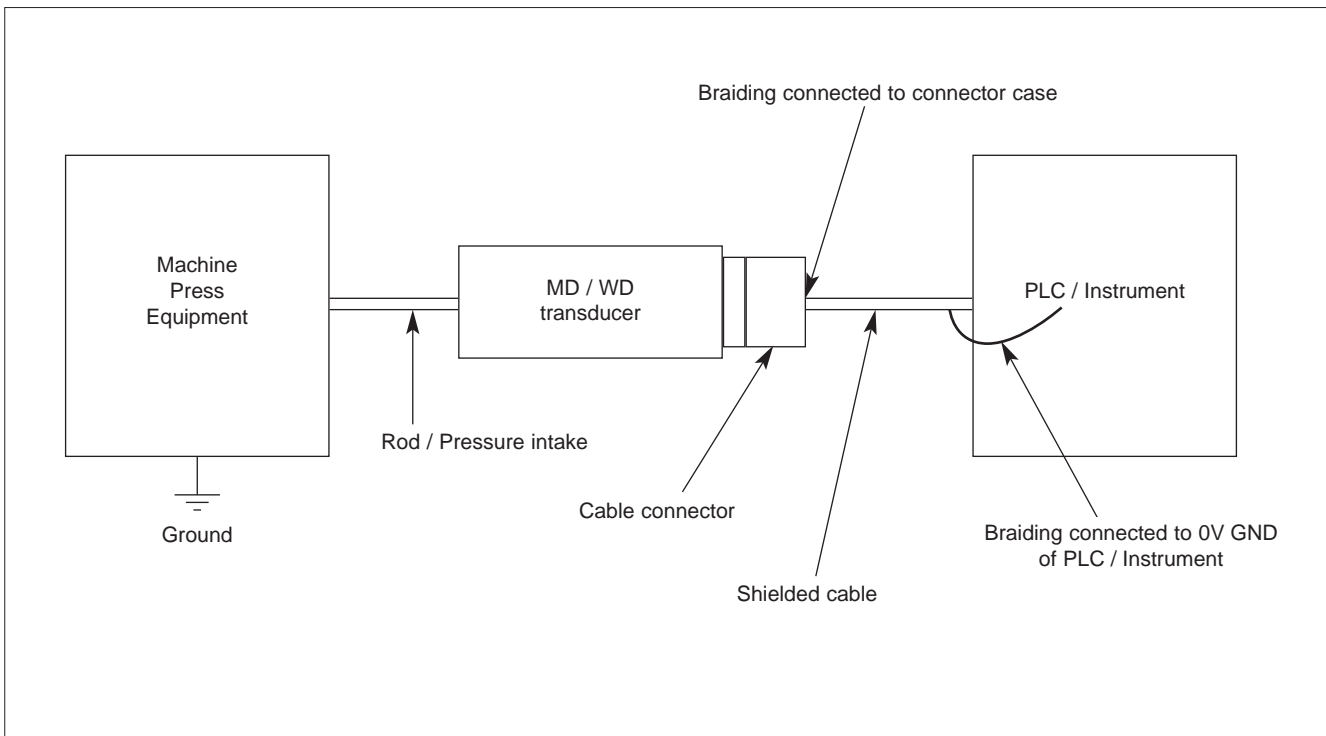 Braiding connected to connector case
Machine
Press
Equipment
MD / WD
transducer
PLC / Instrument
Rod / Pressure intake
Cable connector
Ground
Braiding connected to 0V GND
of PLC / Instrument
Shielded cable